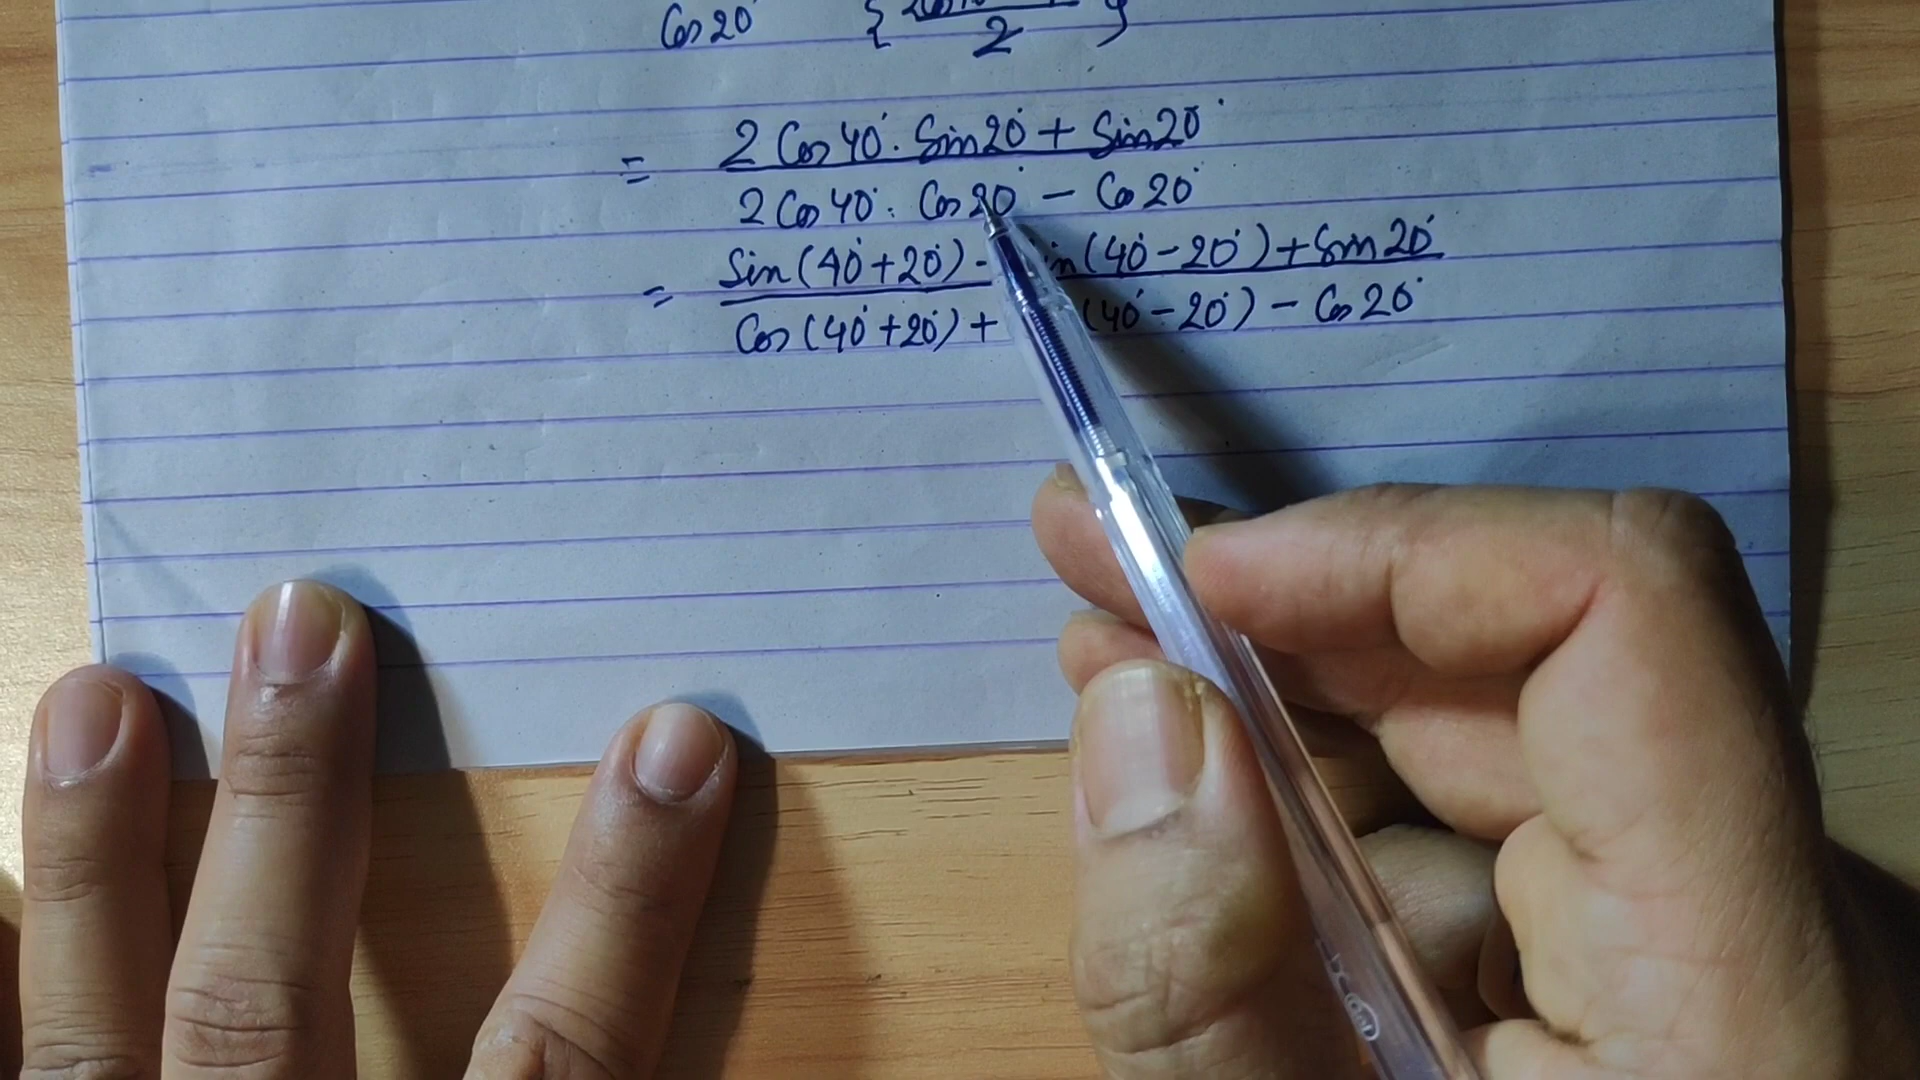 Cos 20° { 2 }
= 2 Cos 40°. Sin 20° + Sin 20°
2 Cos 40°. Cos 20° - Cos 20°
= Sin (40° + 20°) - in (40° - 20°) + Sin 20°
Cos (40° + 20°) + (40° - 20°) - Cos 20°